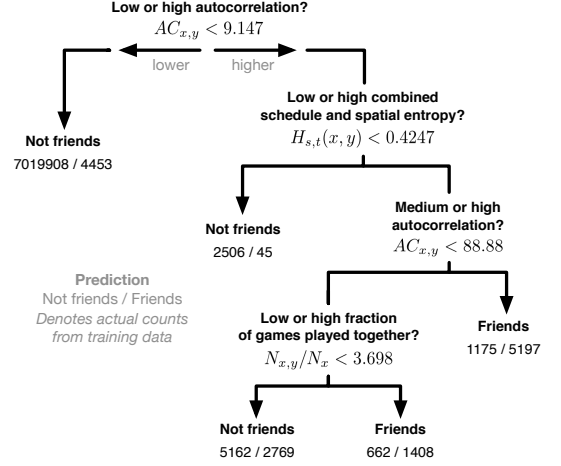 Low or high autocorrelation?
AC_{x,y} < 9.147
lower higher
Low or high combined
schedule and spatial entropy?
H_{s,t}(x, y) < 0.4247
Not friends
7019908 / 4453
Medium or high
autocorrelation?
AC_{x,y} < 88.88
Not friends
2506 / 45
Prediction
Not friends / Friends
Denotes actual counts
from training data
Low or high fraction
of games played together?
N_{x,y}/N_x < 3.698
Friends
1175 / 5197
Not friends
5162 / 2769
Friends
662 / 1408